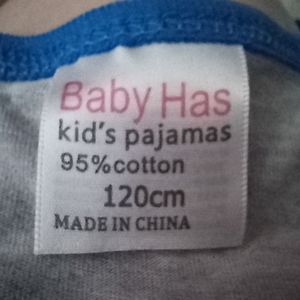 Baby Has
kid's pajamas
95%cotton
120cm
MADE IN CHINA